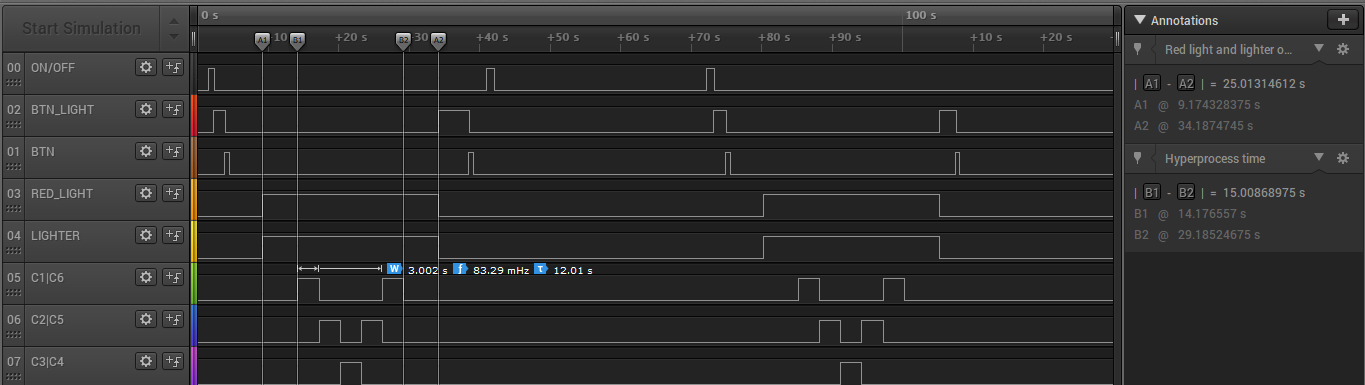 Start Simulation
0 s
100 s
Annotations
+
A1
+10
B1
+20 s
B2
+30
A2
+40 s
+50 s
+60 s
+70 s
+80 s
+90 s
+10 s
+20 s
Red light and lighter o...
00 ON/OFF
| A1 - A2 | = 25.01314612 s
A1 @ 9.174328375 s
02 BTN_LIGHT
A2 @ 34.1874745 s
01 BTN
Hyperprocess time
03 RED_LIGHT
| B1 - B2 | = 15.00868975 s
B1 @ 14.176557 s
04 LIGHTER
B2 @ 29.18524675 s
W 3.002 s f 83.29 mHz τ 12.01 s
05 C1|C6
06 C2|C5
07 C3|C4